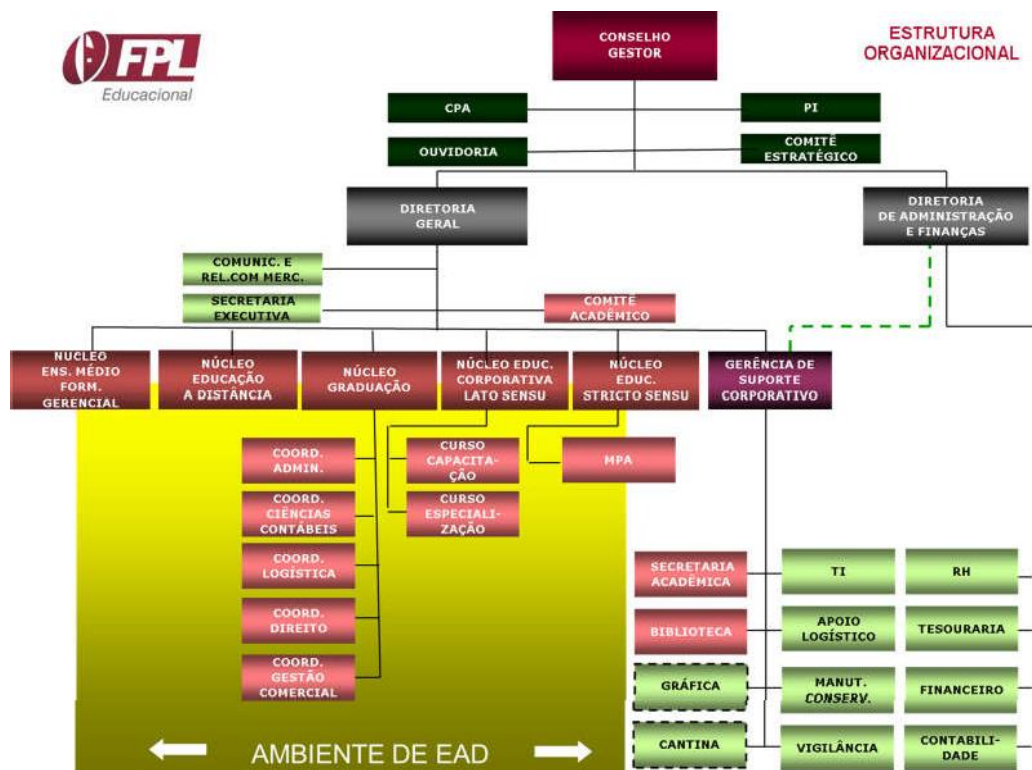 FPL
Educacional
CONSELHO
GESTOR
ESTRUTURA
ORGANIZACIONAL
CPA
PI
OUVIDORIA
COMITÊ
ESTRATÉGICO
DIRETORIA
GERAL
DIRETORIA
DE ADMINISTRAÇÃO
E FINANÇAS
COMUNIC. E
REL.COM MERC.
SECRETARIA
EXECUTIVA
COMITÊ
ACADÊMICO
NUCLEO
ENS. MÉDIO
FORM.
GERENCIAL
NÚCLEO
EDUCAÇÃO
A DISTÂNCIA
NÚCLEO
GRADUAÇÃO
NÚCLEO EDUC.
CORPORATIVA
LATO SENSU
NÚCLEO
EDUC.
STRICTO SENSU
GERÊNCIA DE
SUPORTE
CORPORATIVO
COORD.
ADMIN.
CURSO
CAPACITA-
ÇÃO
MPA
COORD.
CIÊNCIAS
CONTÁBEIS
CURSO
ESPECIALI-
ZAÇÃO
COORD.
LOGÍSTICA
COORD.
DIREITO
COORD.
GESTÃO
COMERCIAL
SECRETARIA
ACADÊMICA
TI
RH
BIBLIOTECA
APOIO
LOGÍSTICO
TESOURARIA
GRÁFICA
MANUT.
CONSERV.
FINANCEIRO
CANTINA
VIGILÂNCIA
CONTABILI-
DADE
AMBIENTE DE EAD